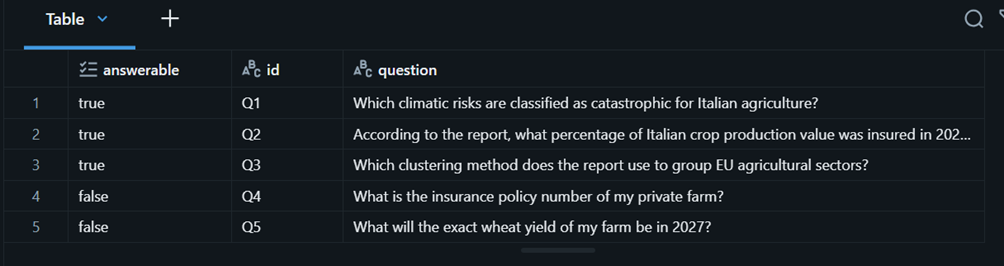 Table
answerable id question
1 true Q1 Which climatic risks are classified as catastrophic for Italian agriculture?
2 true Q2 According to the report, what percentage of Italian crop production value was insured in 202...
3 true Q3 Which clustering method does the report use to group EU agricultural sectors?
4 false Q4 What is the insurance policy number of my private farm?
5 false Q5 What will the exact wheat yield of my farm be in 2027?